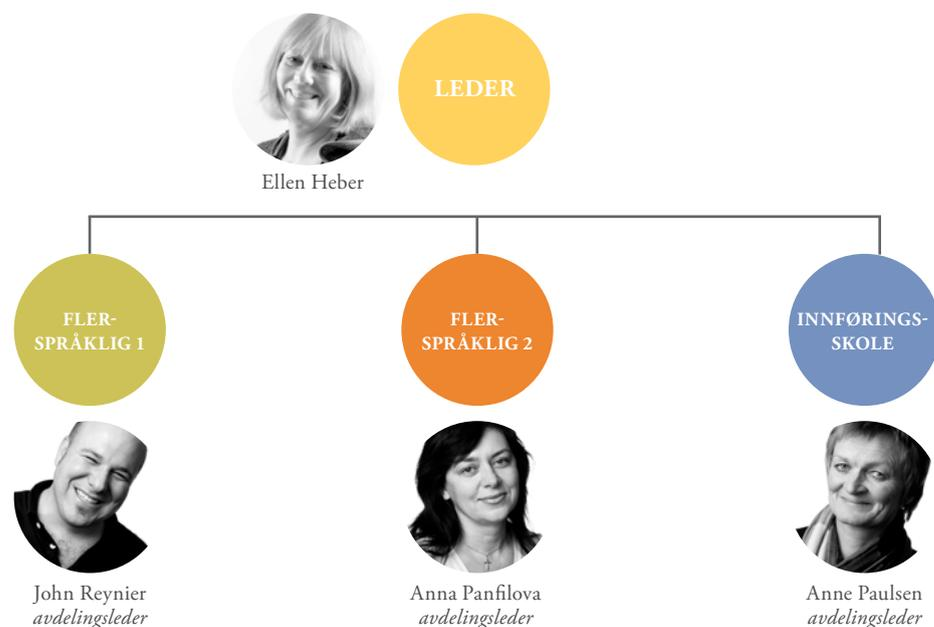 LEDER
Ellen Heber
FLER-
SPRÅKLIG 1
FLER-
SPRÅKLIG 2
INNFØRINGS-
SKOLE
John Reynier
avdelingsleder
Anna Panfilova
avdelingsleder
Anne Paulsen
avdelingsleder